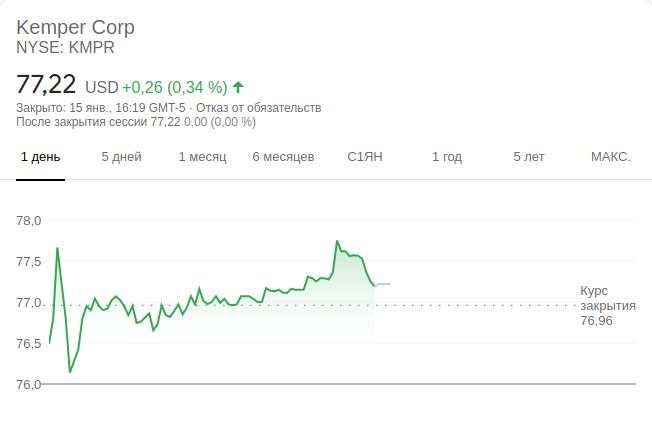 Kemper Corp
NYSE: KMPR
77,22 USD +0,26 (0,34 %)
Закрыто: 15 янв., 16:19 GMT-5 · Отказ от обязательств
После закрытия сессии 77,22 0,00 (0,00 %)
1 день 5 дней 1 месяц 6 месяцев С1ЯН 1 год 5 лет МАКС.
78,0
77,5
77,0
76,5
76,0
Курс
закрытия
76,96